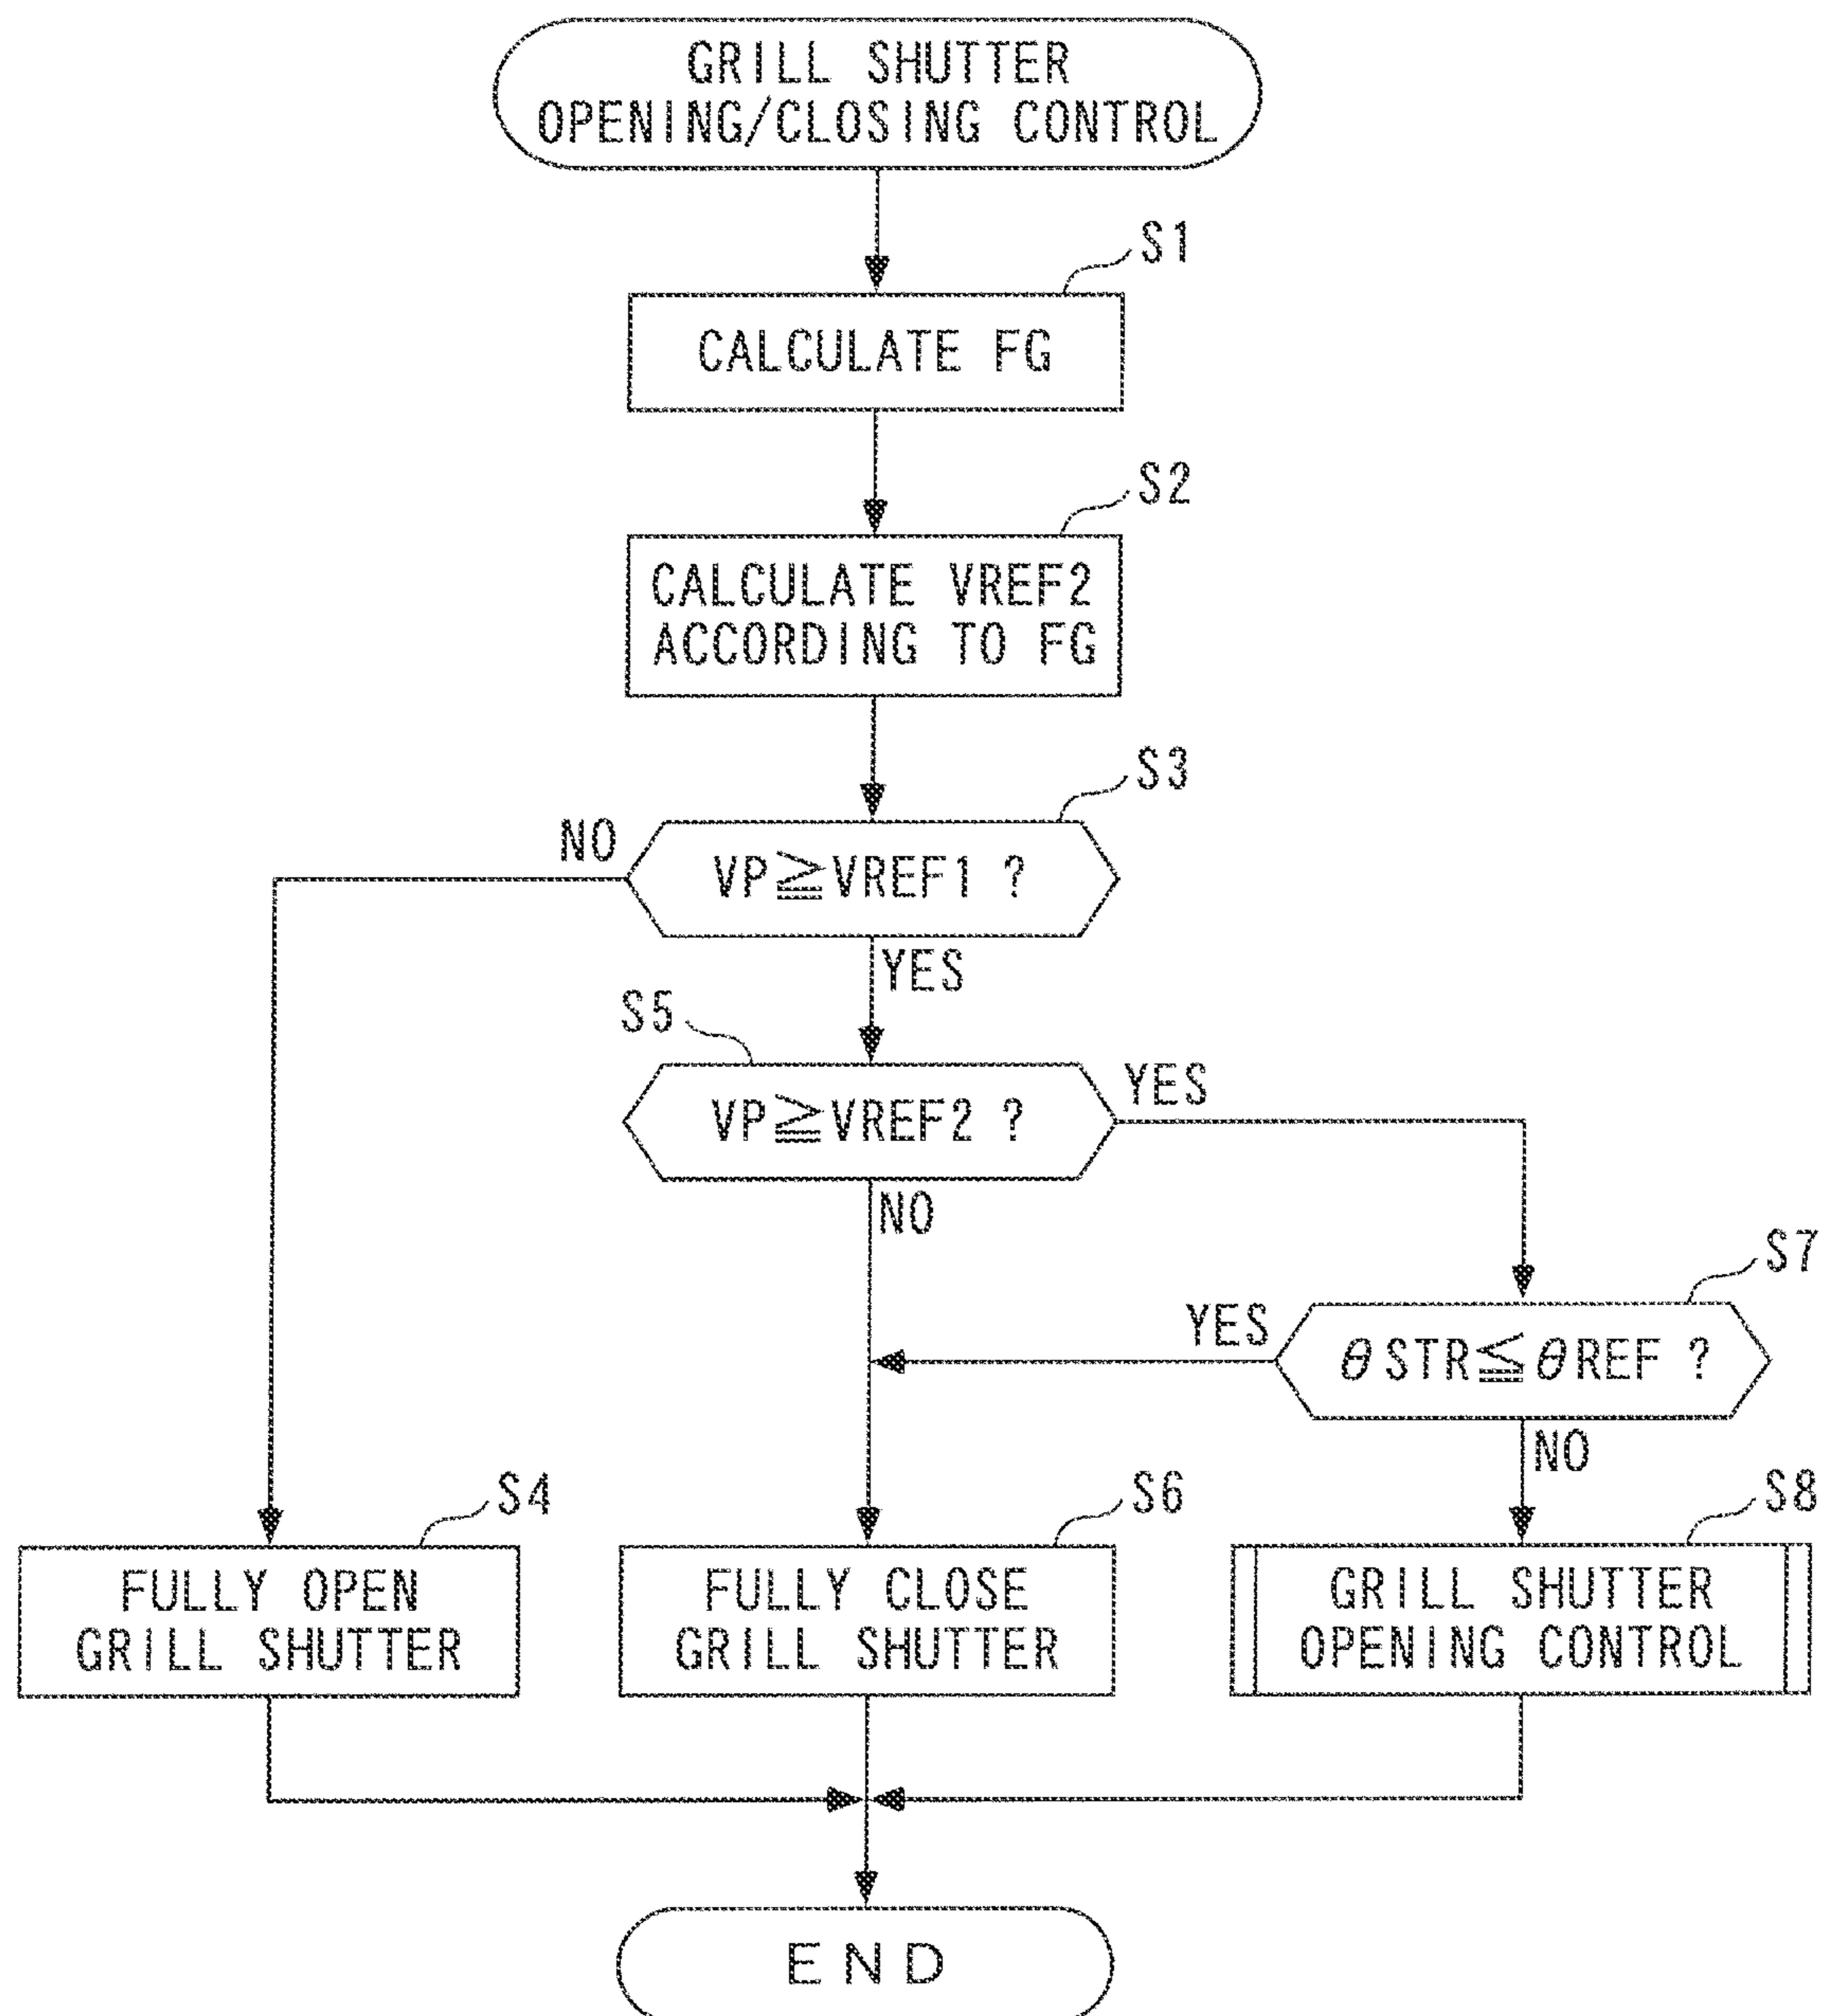 GRILL SHUTTER
OPENING/CLOSING CONTROL
S1
CALCULATE FG
S2
CALCULATE VREF2
ACCORDING TO FG
S3
NO
VP≧VREF1 ?
YES
S5
VP≧VREF2 ?
YES
NO
S7
YES
θSTR≦θREF ?
NO
S4
FULLY OPEN
GRILL SHUTTER
S6
FULLY CLOSE
GRILL SHUTTER
S8
GRILL SHUTTER
OPENING CONTROL
END